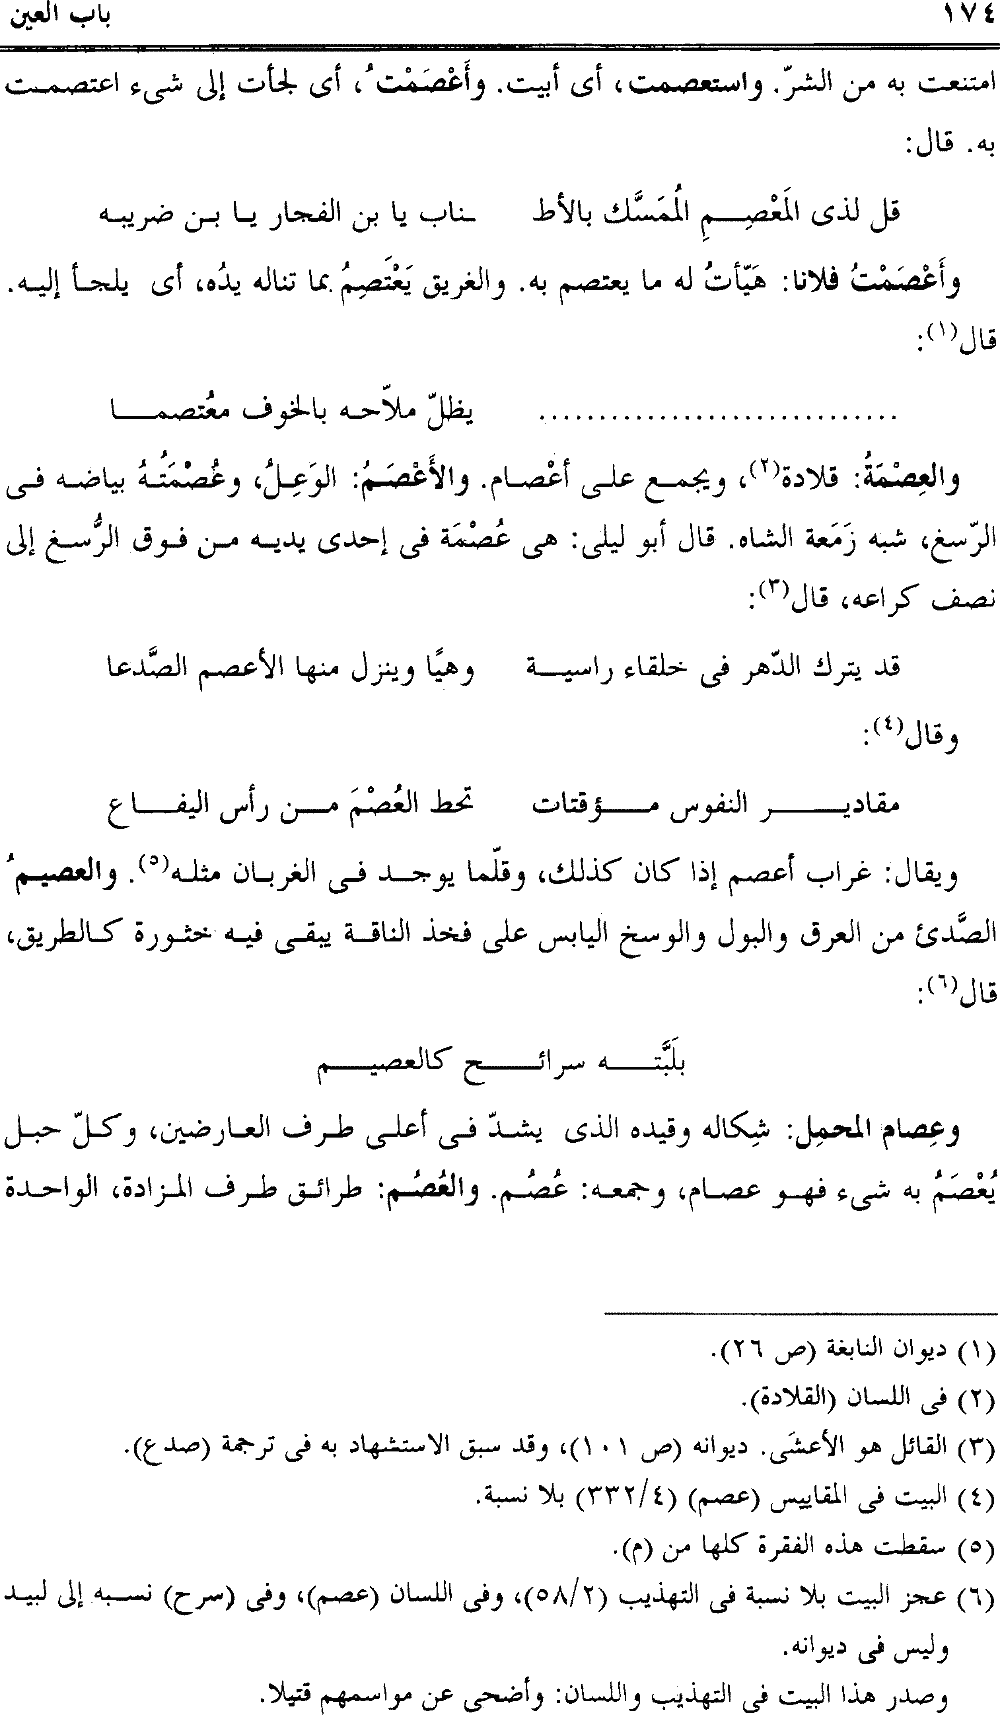 ١٧٤ باب العين
امتنعت به من الشرّ. واستعصمت، أى أبيت. وأَعْصَمْتُ، أى لجأت إلى شىء اعتصمت
به. قال:
قل لذى المَعْصِمِ المُمَسَّك بالأط ناب يا بن الفجار يا بن ضريبه
وأَعْصَمْتُ فلانا: هَيّأتُ له ما يعتصم به. والغريق يَعْتَصِمُ بما تناله يدُه، أى يلجأ إليه.
قال(١):
.............................. يظلّ ملاّحه بالخوف معُتصما
والعِصْمَةُ: قلادة(٢)، ويجمع على أعْصام. والأَعْصَمُ: الوَعِلُ، وعُصْمَتُهُ بياضه فى
الرّسغ، شبه زَمَعة الشاه. قال أبو ليلى: هى عُصْمَة فى إحدى يديه من فوق الرُّسغ إلى
نصف كراعه، قال(٣):
قد يترك الدّهر فى خلقاء راسية وهيًا وينزل منها الأعصم الصَّدعا
وقال(٤):
مقادير النفوس مؤقتات تحط العُصْمَ من رأس اليفاع
ويقال: غراب أعصم إذا كان كذلك، وقلّما يوجد فى الغربان مثله(٥). والعصيمُ
الصَّدئ من العرق والبول والوسخ اليابس على فخذ الناقة يبقى فيه خثورة كالطريق،
قال(٦):
بلَبَّته سرائح كالعصيم
وعِصام المحمِل: شِكاله وقيده الذى يشدّ فى أعلى طرف العارضين، وكلّ حبل
يُعْصَمُ به شىء فهو عصام، وجمعه: عُصُم. والعُصُم: طرائق طرف المزادة، الواحدة
(١) ديوان النابغة (ص ٢٦).
(٢) فى اللسان (القلادة).
(٣) القائل هو الأعشَى. ديوانه (ص ١٠١)، وقد سبق الاستشهاد به فى ترجمة (صدع).
(٤) البيت فى المقاييس (عصم) (٣٣٢/٤) بلا نسبة.
(٥) سقطت هذه الفقرة كلها من (م).
(٦) عجز البيت بلا نسبة فى التهذيب (٥٨/٢)، وفى اللسان (عصم)، وفى (سرح) نسبه إلى لبيد
وليس فى ديوانه.
وصدر هذا البيت فى التهذيب واللسان: وأضحى عن مواسمهم قتيلا.